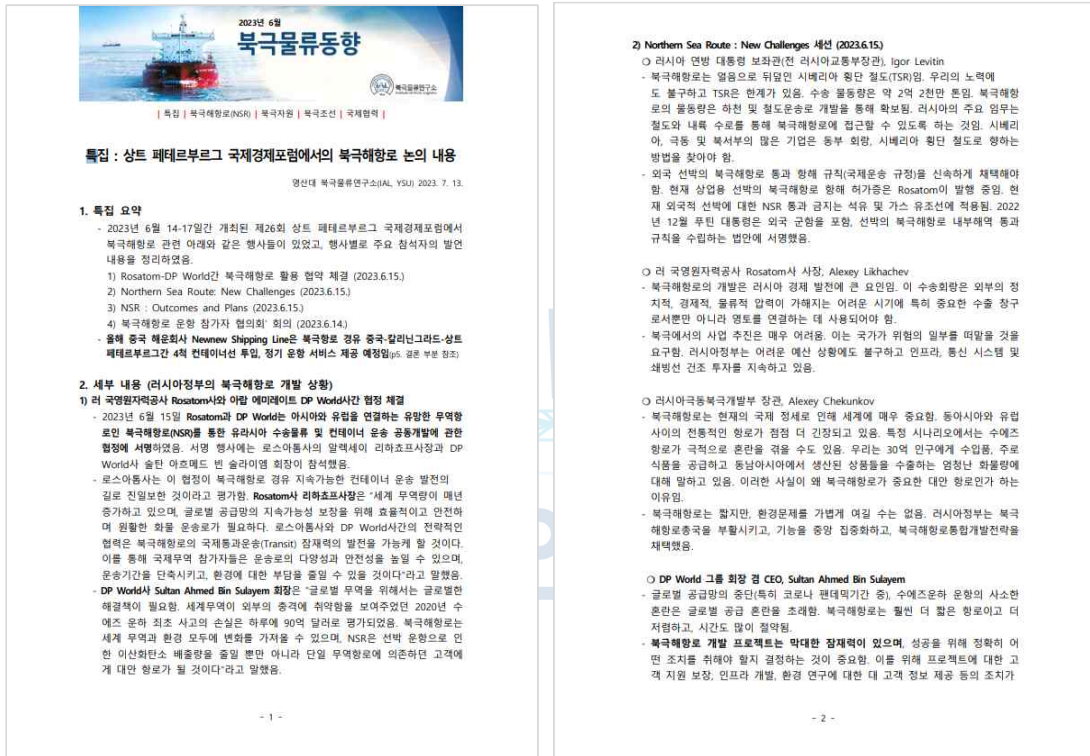 2023년 6월
북극물류동향
북극물류연구소
| 특집 | 북극해항로(NSR) | 북극자원 | 북극조선 | 국제협력 |
특집 : 상트 페테르부르그 국제경제포럼에서의 북극해항로 논의 내용
영산대 북극물류연구소(IAL, YSU) 2023. 7. 13.
1. 특집 요약
- 2023년 6월 14-17일간 개최된 제26회 상트 페테르부르그 국제경제포럼에서
북극해항로 관련 아래와 같은 행사들이 있었고, 행사별로 주요 참석자의 발언
내용을 정리하였음.
1) Rosatom-DP World간 북극해항로 활용 협약 체결 (2023.6.15.)
2) Northern Sea Route: New Challenges (2023.6.15.)
3) NSR : Outcomes and Plans (2023.6.15.)
4) 북극해항로 운항 참가자 협의회' 회의 (2023.6.14.)
- 올해 중국 해운회사 Newnew Shipping Line은 북극항로 경유 중국-칼리닌그라드-상트
페테르부르그간 4척 컨테이너선 투입, 정기 운항 서비스 제공 예정임(p5. 결론 부분 참조)
2. 세부 내용 (러시아정부의 북극해항로 개발 상황)
1) 러 국영원자력공사 Rosatom사와 아랍 에미레이트 DP World사간 협정 체결
- 2023년 6월 15일 Rosatom과 DP World는 아시아와 유럽을 연결하는 유망한 무역항
로인 북극해항로(NSR)를 통한 유라시아 수송물류 및 컨테이너 운송 공동개발에 관한
협정에 서명하였음. 서명 행사에는 로스아톰사의 알렉세이 리하쵸프사장과 DP
World사 술탄 아흐메드 빈 슬라이엠 회장이 참석했음.
- 로스아톰사는 이 협정이 북극해항로 경유 지속가능한 컨테이너 운송 발전의
길로 진일보한 것이라고 평가함. Rosatom사 리하쵸프사장은 "세계 무역량이 매년
증가하고 있으며, 글로벌 공급망의 지속가능성 보장을 위해 효율적이고 안전하
며 원활한 화물 운송로가 필요하다. 로스아톰사와 DP World사간의 전략적인
협력은 북극해항로의 국제통과운송(Transit) 잠재력의 발전을 가능케 할 것이다.
이를 통해 국제무역 참가자들은 운송로의 다양성과 안전성을 높일 수 있으며,
운송기간을 단축시키고, 환경에 대한 부담을 줄일 수 있을 것이다"라고 말했음.
- DP World사 Sultan Ahmed Bin Sulayem 회장은 "글로벌 무역을 위해서는 글로벌한
해결책이 필요함. 세계무역이 외부의 충격에 취약함을 보여주었던 2020년 수
에즈 운하 좌초 사고의 손실은 하루에 90억 달러로 평가되었음. 북극해항로는
세계 무역과 환경 모두에 변화를 가져올 수 있으며, NSR은 선박 운항으로 인
한 이산화탄소 배출량을 줄일 뿐만 아니라 단일 무역항로에 의존하던 고객에
게 대안 항로가 될 것이다"라고 말했음.
- 1 -
2) Northern Sea Route : New Challenges 세션 (2023.6.15.)
❍ 러시아 연방 대통령 보좌관(전 러시아교통부장관), Igor Levitin
- 북극해항로는 얼음으로 뒤덮인 시베리아 횡단 철도(TSR)임. 우리의 노력에
도 불구하고 TSR은 한계가 있음. 수송 물동량은 약 2억 2천만 톤임. 북극해항
로의 물동량은 하천 및 철도운송로 개발을 통해 확보됨. 러시아의 주요 임무는
철도와 내륙 수로를 통해 북극해항로에 접근할 수 있도록 하는 것임. 시베리
아, 극동 및 북서부의 많은 기업은 동부 회랑, 시베리아 횡단 철도로 향하는
방법을 찾아야 함.
- 외국 선박의 북극해항로 통과 항해 규칙(국제운송 규정)을 신속하게 채택해야
함. 현재 상업용 선박의 북극해항로 항해 허가증은 Rosatom이 발행 중임. 현
재 외국적 선박에 대한 NSR 통과 금지는 석유 및 가스 유조선에 적용됨. 2022
년 12월 푸틴 대통령은 외국 군함을 포함, 선박의 북극해항로 내부해역 통과
규칙을 수립하는 법안에 서명했음.
❍ 러 국영원자력공사 Rosatom사 사장, Alexey Likhachev
- 북극해항로의 개발은 러시아 경제 발전에 큰 요인임. 이 수송회랑은 외부의 정
치적, 경제적, 물류적 압력이 가해지는 어려운 시기에 특히 중요한 수출 창구
로서뿐만 아니라 영토를 연결하는 데 사용되어야 함.
- 북극에서의 사업 추진은 매우 어려움. 이는 국가가 위험의 일부를 떠맡을 것을
요구함. 러시아정부는 어려운 예산 상황에도 불구하고 인프라, 통신 시스템 및
쇄빙선 건조 투자를 지속하고 있음.
❍ 러시아극동북극개발부 장관, Alexey Chekunkov
- 북극해항로는 현재의 국제 정세로 인해 세계에 매우 중요함. 동아시아와 유럽
사이의 전통적인 항로가 점점 더 긴장되고 있음. 특정 시나리오에서는 수에즈
항로가 극적으로 혼란을 겪을 수도 있음. 우리는 30억 인구에게 수입품, 주로
식품을 공급하고 동남아시아에서 생산된 상품들을 수출하는 엄청난 화물량에
대해 말하고 있음. 이러한 사실이 왜 북극해항로가 중요한 대안 항로인가 하는
이유임.
- 북극해항로는 짧지만, 환경문제를 가볍게 여길 수는 없음. 러시아정부는 북극
해항로총국을 부활시키고, 기능을 중앙 집중화하고, 북극해항로통합개발전략을
채택했음.
❍ DP World 그룹 회장 겸 CEO, Sultan Ahmed Bin Sulayem
- 글로벌 공급망의 중단(특히 코로나 팬데믹기간 중), 수에즈운하 운항의 사소한
혼란은 글로벌 공급 혼란을 초래함. 북극해항로는 훨씬 더 짧은 항로이고 더
저렴하고, 시간도 많이 절약됨.
- 북극해항로 개발 프로젝트는 막대한 잠재력이 있으며, 성공을 위해 정확히 어
떤 조치를 취해야 할지 결정하는 것이 중요함. 이를 위해 프로젝트에 대한 고
객 지원 보장, 인프라 개발, 환경 연구에 대한 대 고객 정보 제공 등의 조치가
- 2 -